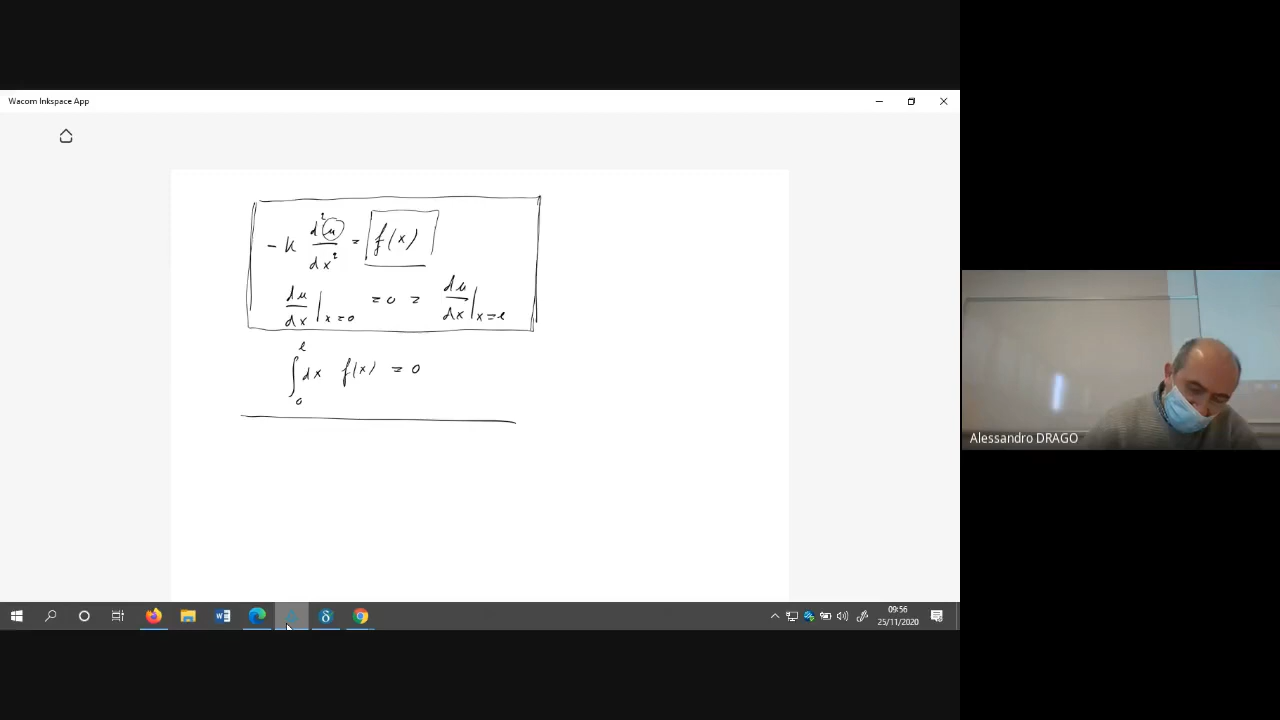 Wacom Inkspace App
- k d²u/dx² = f(x)
du/dx |x=0 = 0 = du/dx |x=l
∫₀ˡ dx f(x) = 0
Alessandro DRAGO
09:56
25/11/2020